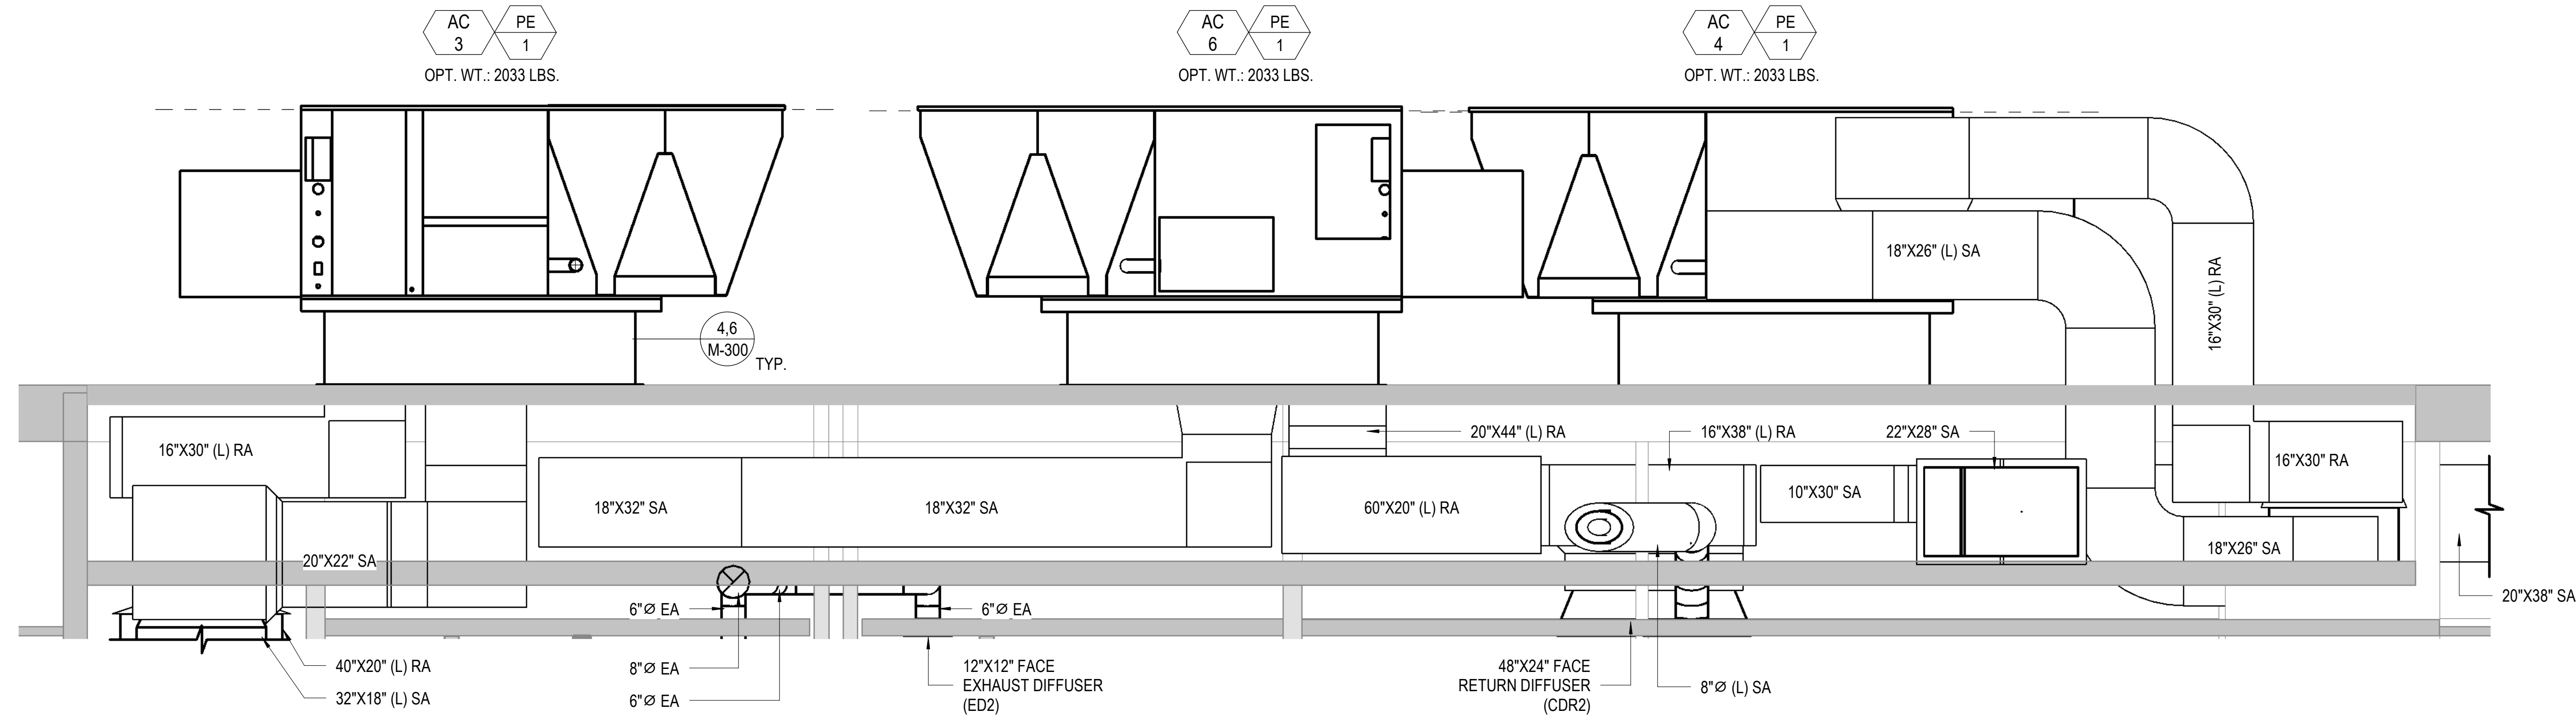 AC
3
PE
1
OPT. WT.: 2033 LBS.
AC
6
PE
1
OPT. WT.: 2033 LBS.
AC
4
PE
1
OPT. WT.: 2033 LBS.
18"X26" (L) SA
16"X30" (L) RA
4,6
M-300
TYP.
16"X30" (L) RA
20"X44" (L) RA
16"X38" (L) RA
22"X28" SA
16"X30" RA
18"X32" SA
18"X32" SA
60"X20" (L) RA
10"X30" SA
18"X26" SA
20"X22" SA
20"X38" SA
6"Ø EA
6"Ø EA
40"X20" (L) RA
32"X18" (L) SA
8"Ø EA
6"Ø EA
12"X12" FACE
EXHAUST DIFFUSER
(ED2)
48"X24" FACE
RETURN DIFFUSER
(CDR2)
8"Ø (L) SA